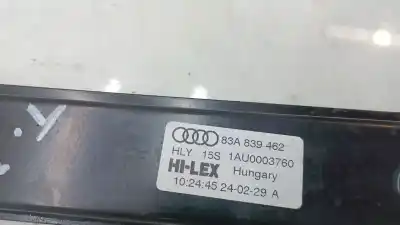 83A 839 462
HLY 15S 1AU0003760
HI-LEX Hungary
10:24:45 24-02-29 A